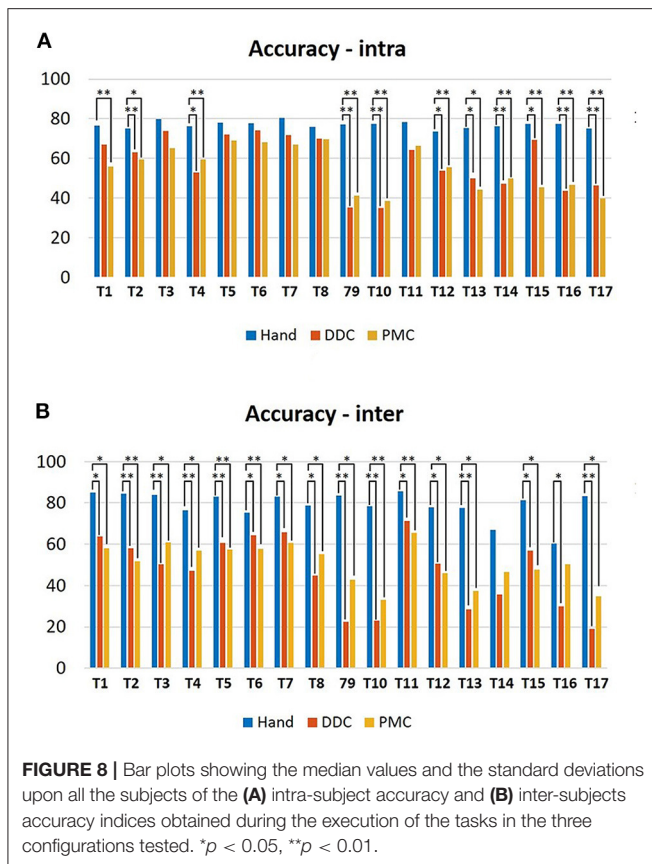 A
Accuracy - intra
** * ** ** ** ** * ** ** ** **
** * ** ** * * ** * ** **
100
80
60
40
20
0
T1 T2 T3 T4 T5 T6 T7 T8 79 T10 T11 T12 T13 T14 T15 T16 T17
Hand DDC PMC
B
Accuracy - inter
* ** * * ** ** * * * ** ** * * * * *
* ** ** ** ** * * * ** ** * * ** * **
100
80
60
40
20
0
T1 T2 T3 T4 T5 T6 T7 T8 79 T10 T11 T12 T13 T14 T15 T16 T17
Hand DDC PMC
FIGURE 8 | Bar plots showing the median values and the standard deviations
upon all the subjects of the (A) intra-subject accuracy and (B) inter-subjects
accuracy indices obtained during the execution of the tasks in the three
configurations tested. *p < 0.05, **p < 0.01.